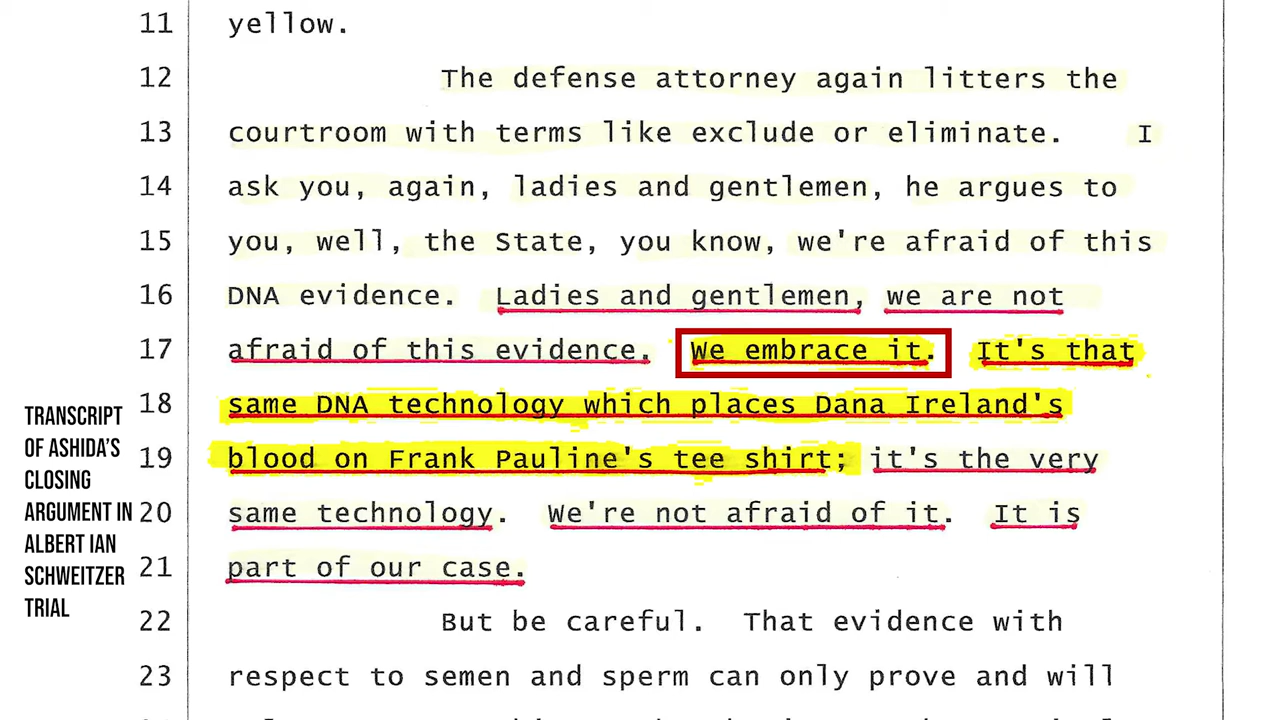 11 yellow.
12 The defense attorney again litters the
13 courtroom with terms like exclude or eliminate. I
14 ask you, again, ladies and gentlemen, he argues to
15 you, well, the State, you know, we're afraid of this
16 DNA evidence. Ladies and gentlemen, we are not
17 afraid of this evidence. We embrace it. It's that
18 same DNA technology which places Dana Ireland's
19 blood on Frank Pauline's tee shirt; it's the very
20 same technology. We're not afraid of it. It is
21 part of our case.
22 But be careful. That evidence with
23 respect to semen and sperm can only prove and will
TRANSCRIPT
OF ASHIDA'S
CLOSING
ARGUMENT IN
ALBERT IAN
SCHWEITZER
TRIAL